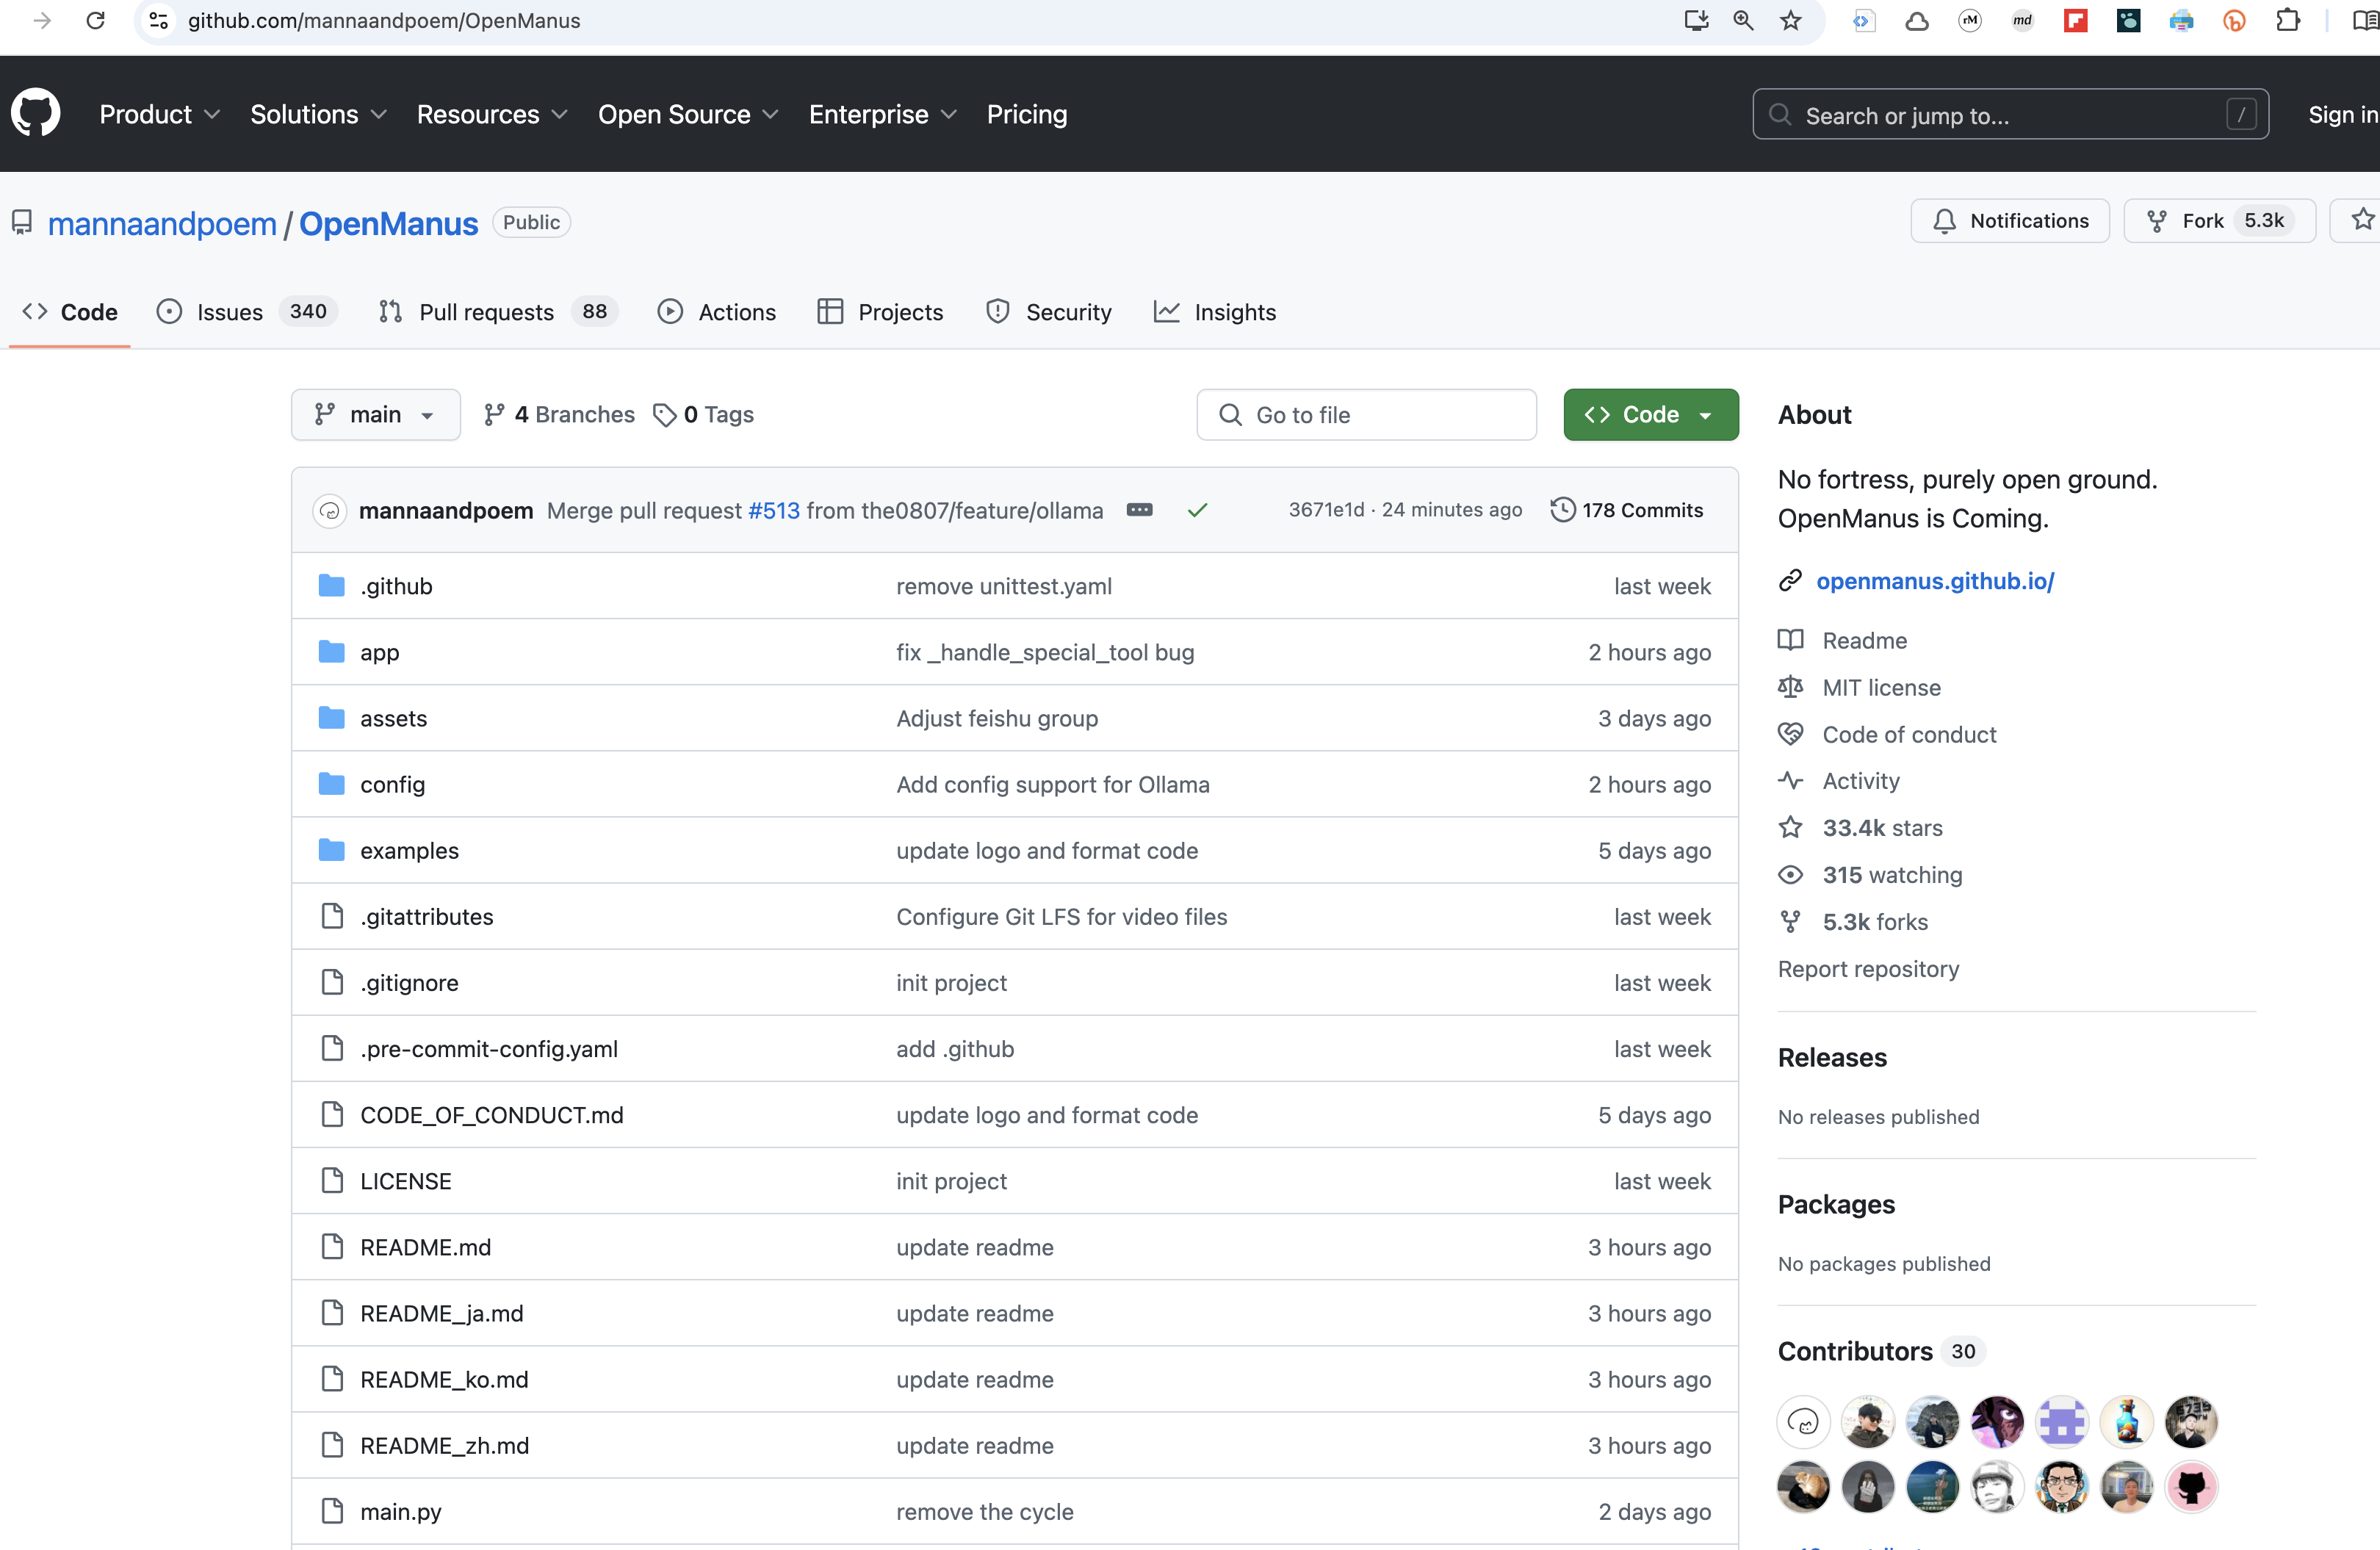 github.com/mannaandpoem/OpenManus
rM
md
Product Solutions Resources Open Source Enterprise Pricing
Search or jump to... /
Sign in
mannaandpoem / OpenManus Public
Notifications Fork 5.3k
Code Issues 340 Pull requests 88 Actions Projects Security Insights
main 4 Branches 0 Tags
Go to file
Code
mannaandpoem Merge pull request #513 from the0807/feature/ollama 3671e1d · 24 minutes ago 178 Commits
.github remove unittest.yaml last week
app fix _handle_special_tool bug 2 hours ago
assets Adjust feishu group 3 days ago
config Add config support for Ollama 2 hours ago
examples update logo and format code 5 days ago
.gitattributes Configure Git LFS for video files last week
.gitignore init project last week
.pre-commit-config.yaml add .github last week
CODE_OF_CONDUCT.md update logo and format code 5 days ago
LICENSE init project last week
README.md update readme 3 hours ago
README_ja.md update readme 3 hours ago
README_ko.md update readme 3 hours ago
README_zh.md update readme 3 hours ago
main.py remove the cycle 2 days ago
About
No fortress, purely open ground.
OpenManus is Coming.
openmanus.github.io/
Readme
MIT license
Code of conduct
Activity
33.4k stars
315 watching
5.3k forks
Report repository
Releases
No releases published
Packages
No packages published
Contributors 30